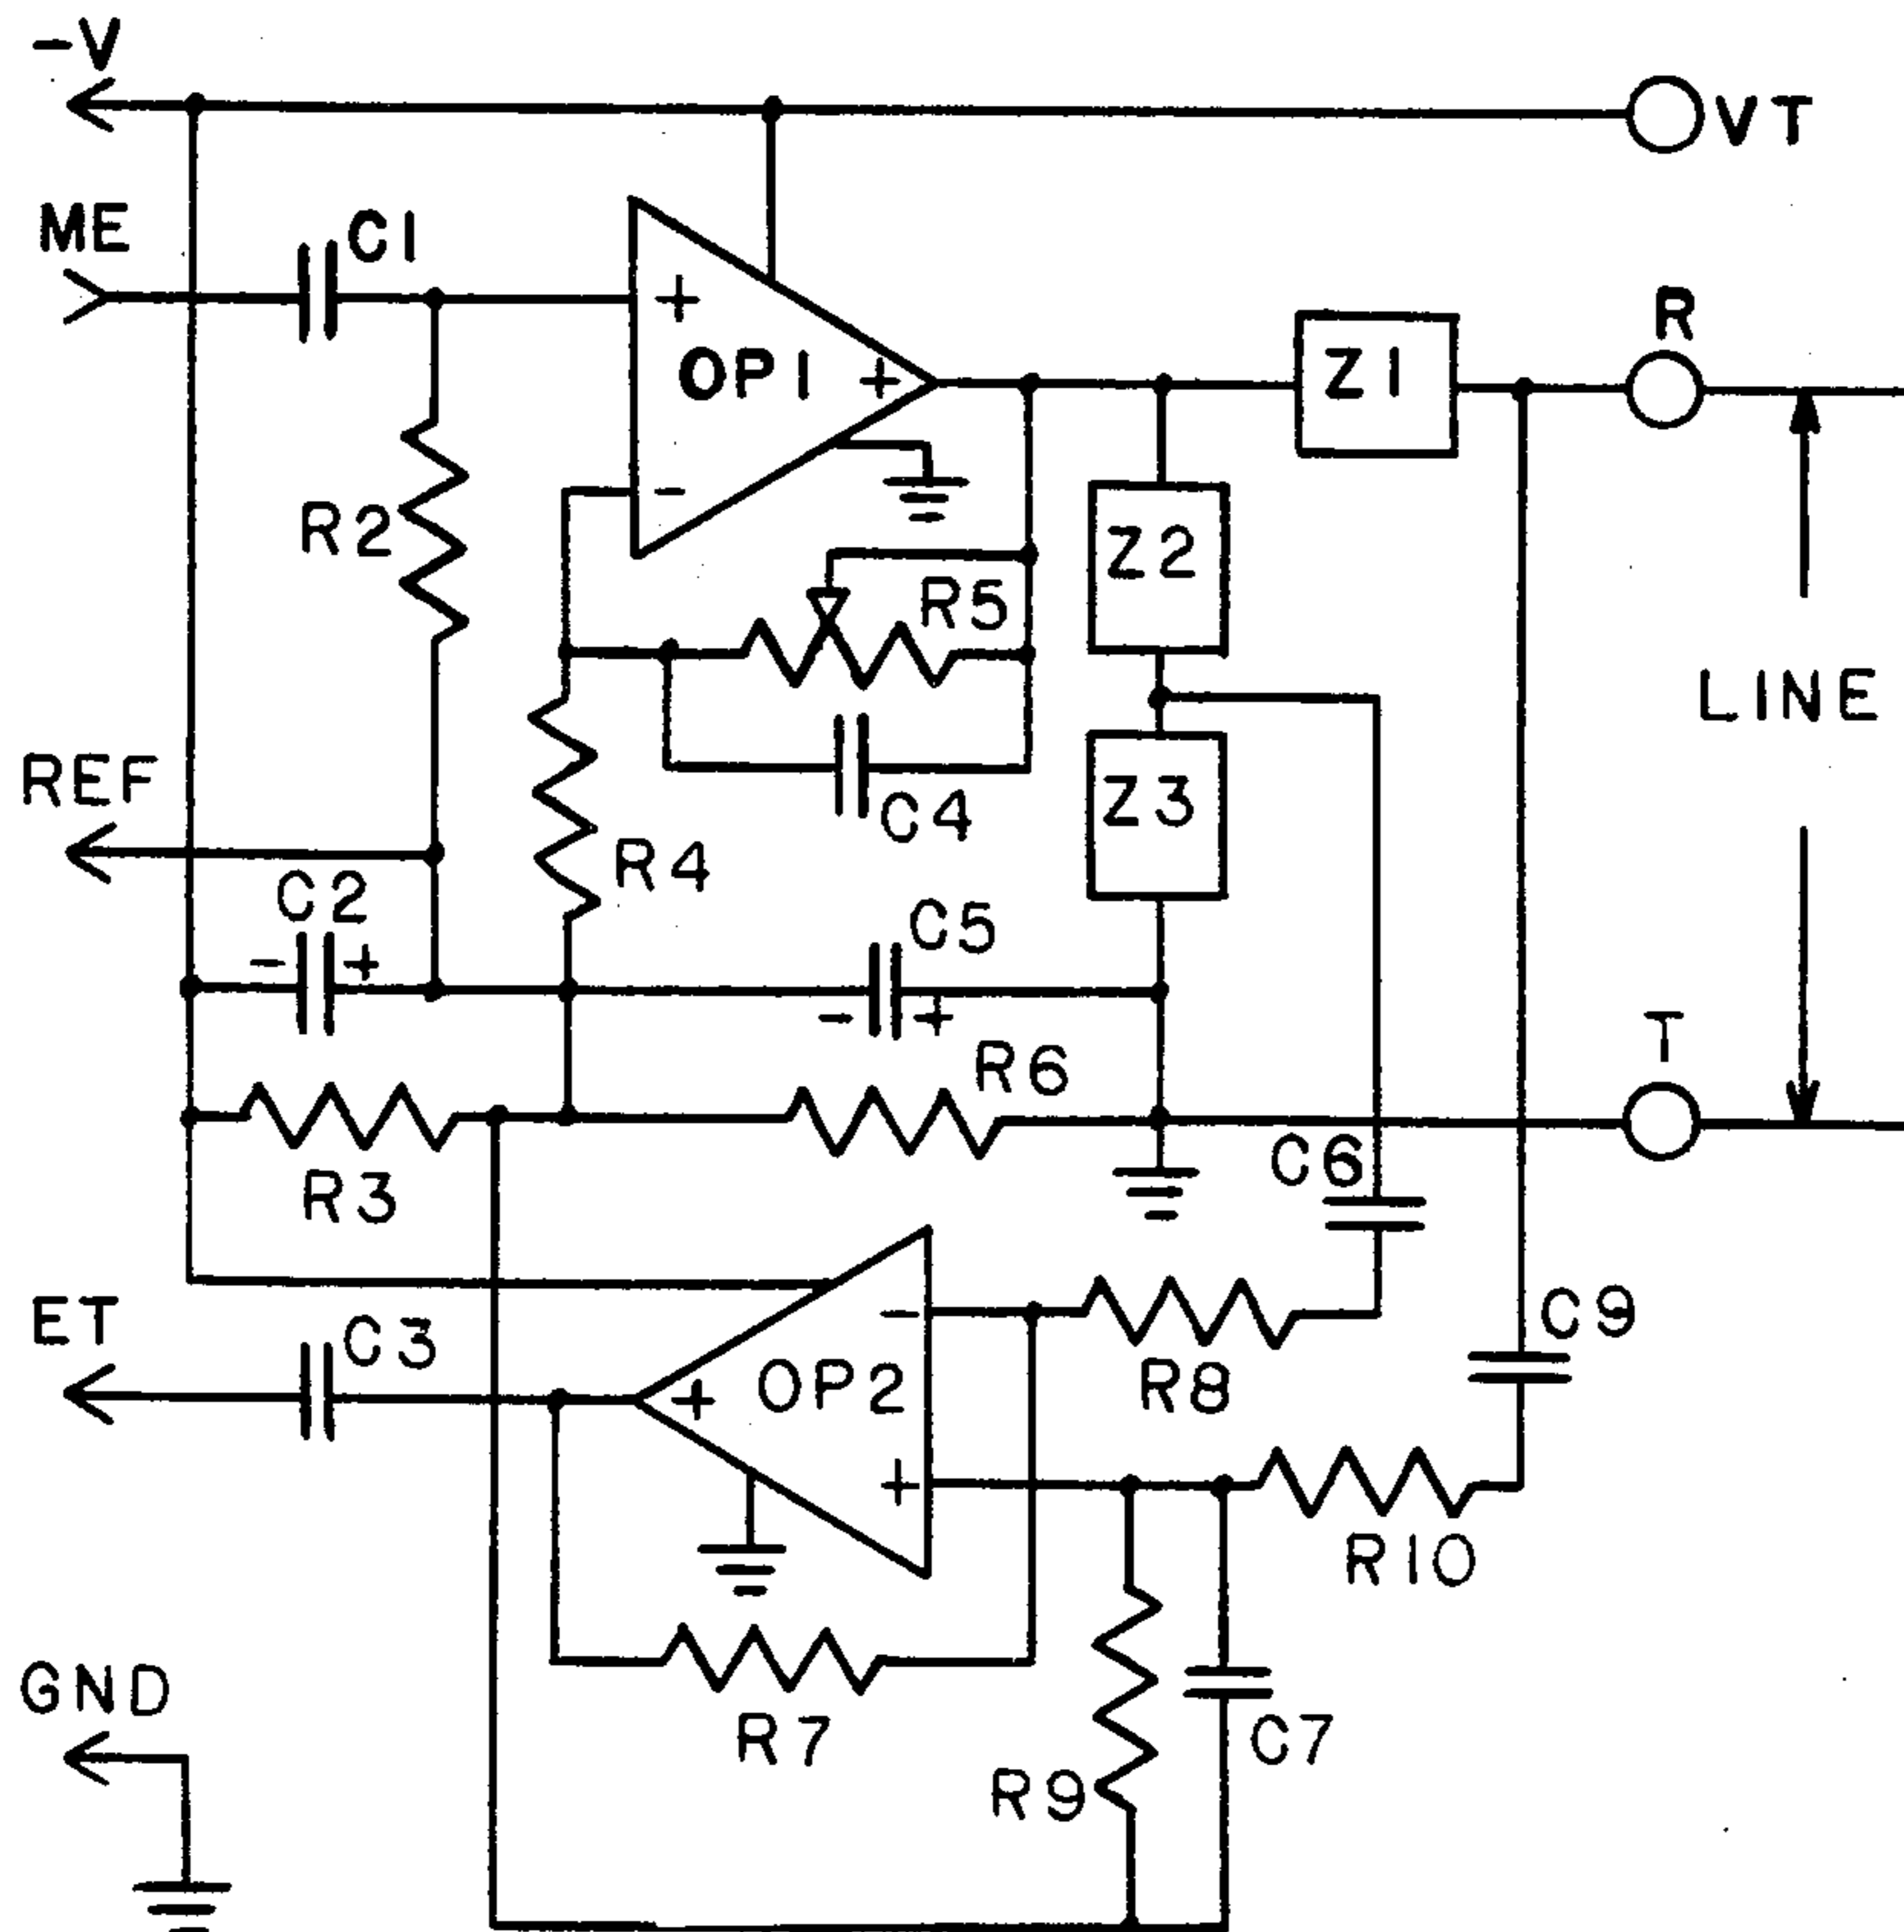 -V
VT
ME
C1
+
OP1
+
-
Z1
R
R2
Z2
R5
LINE
REF
Z3
C4
R4
C2
- +
C5
- +
T
R6
C6
R3
ET
C3
-
C9
+
OP2
R8
+
R10
GND
R7
C7
R9